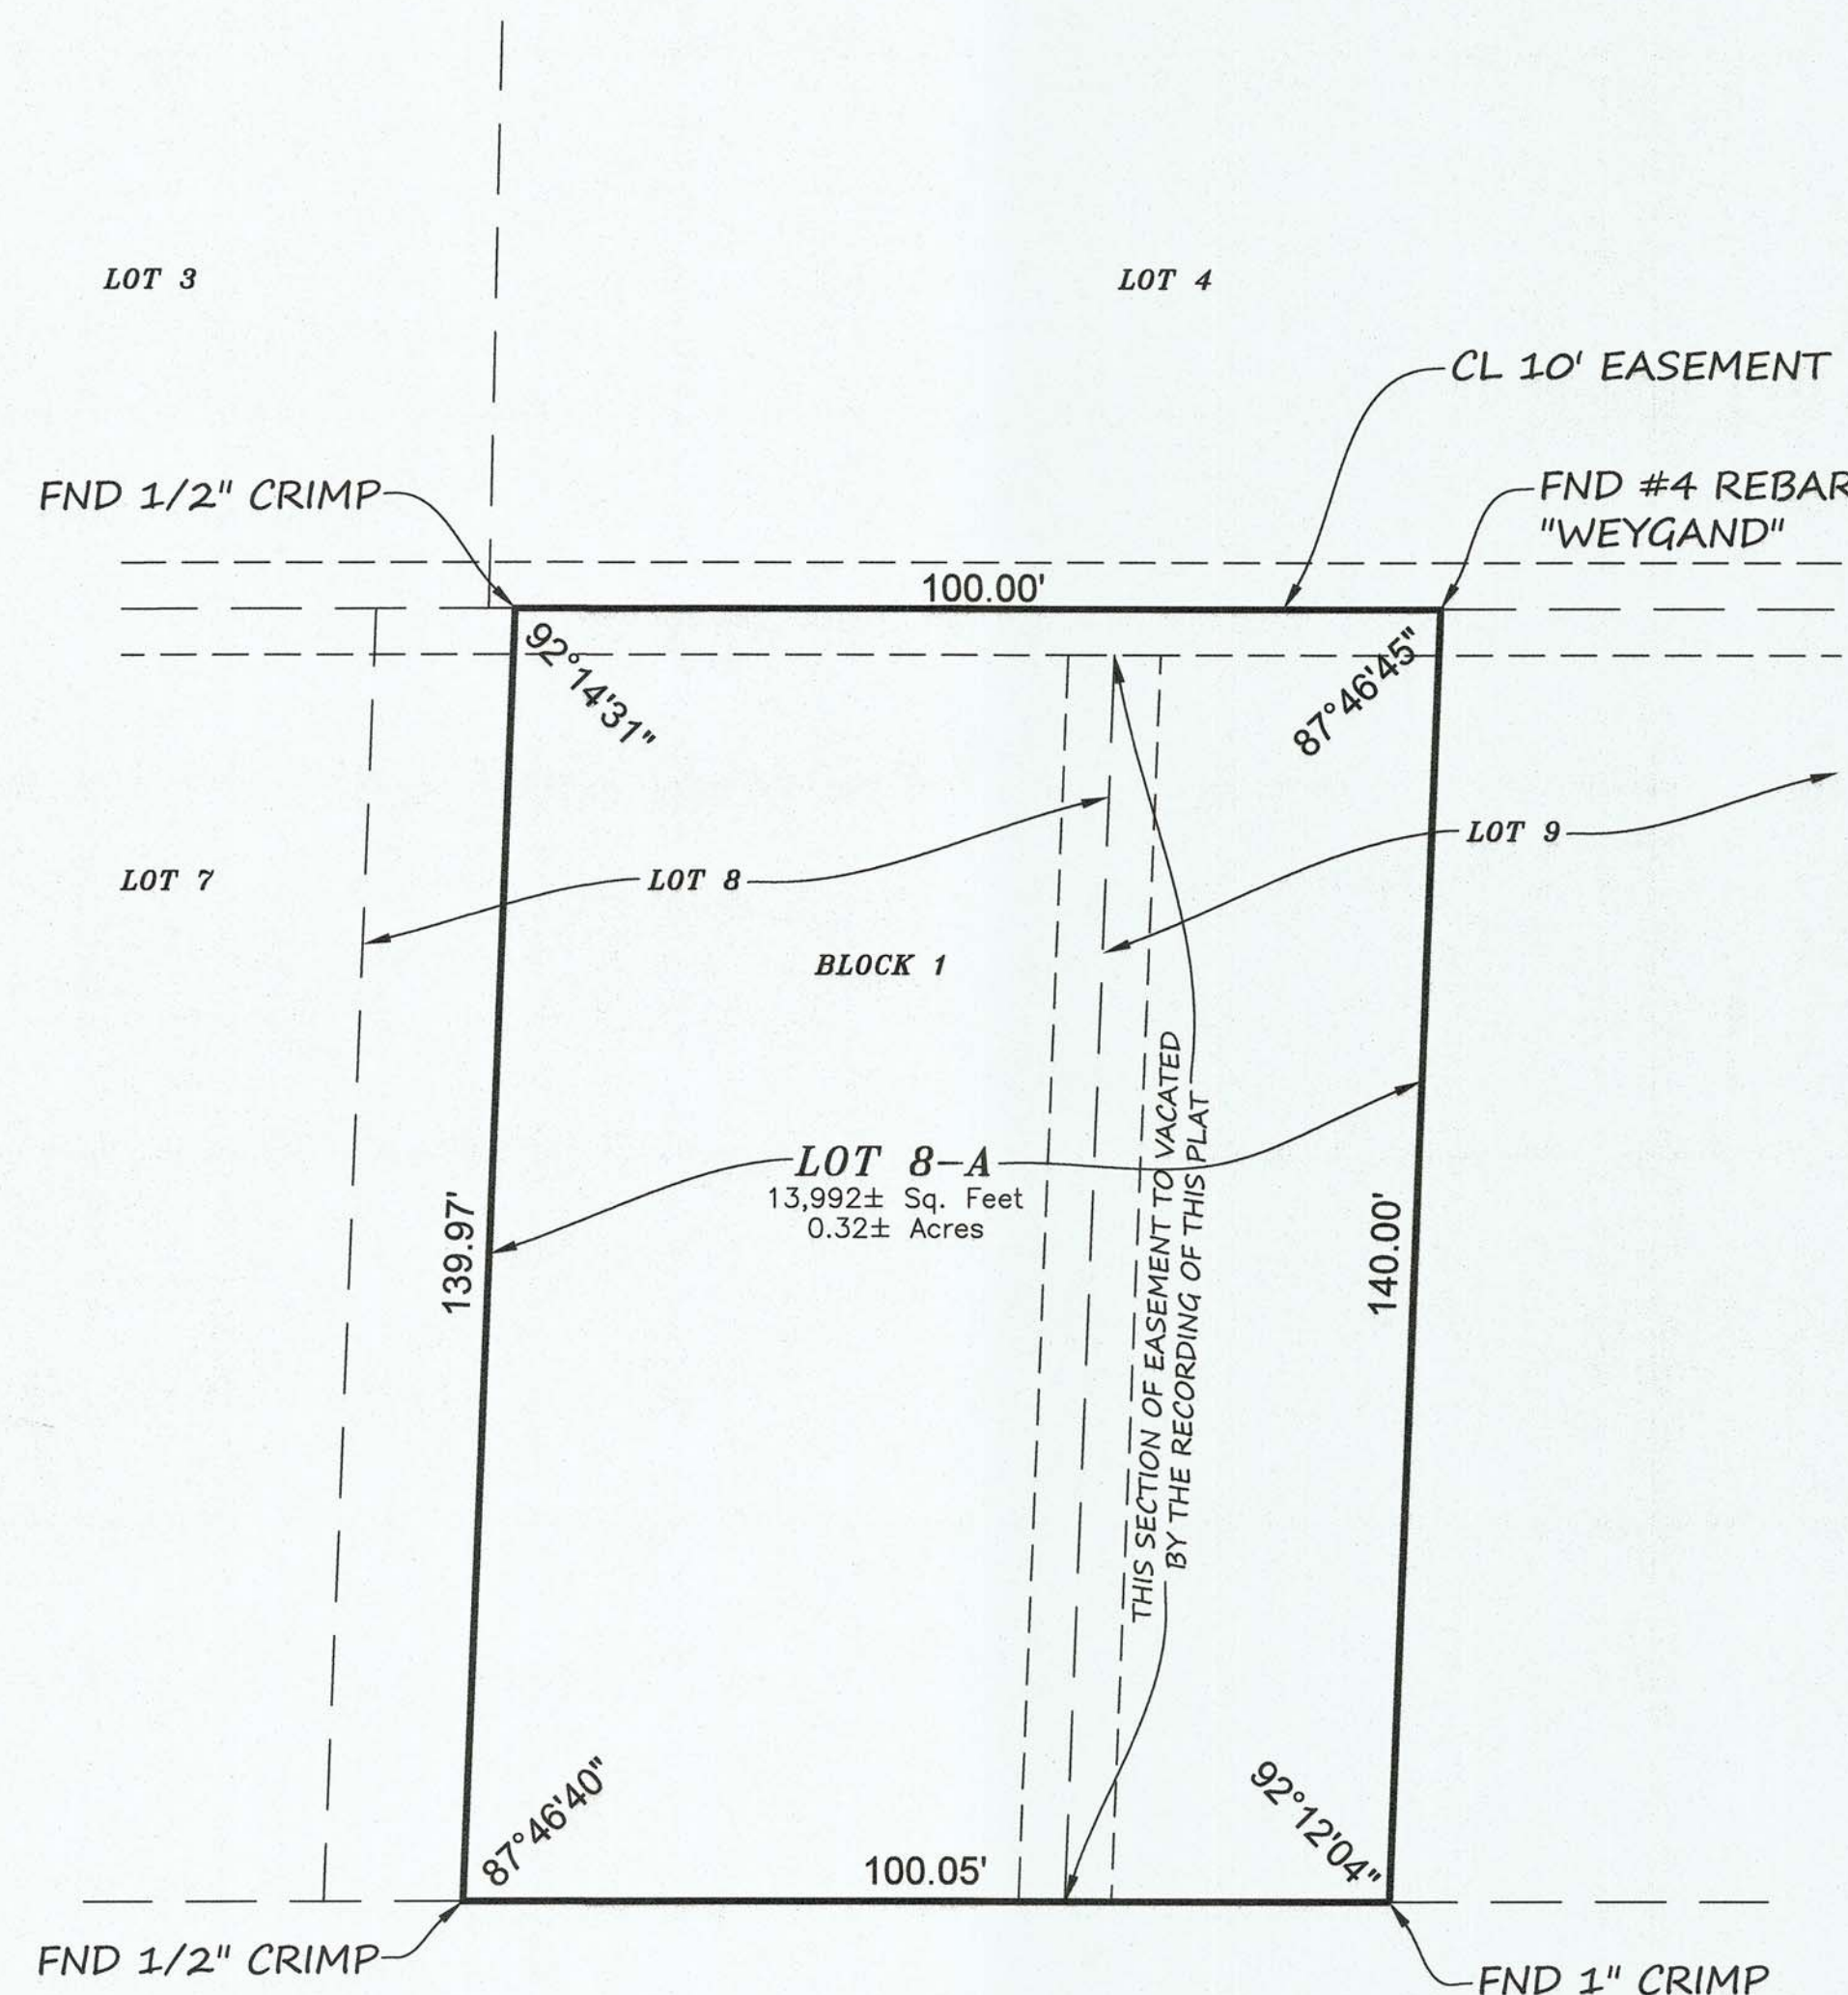 LOT 3
LOT 4
CL 10' EASEMENT
FND 1/2" CRIMP
FND #4 REBAR
"WEYGAND"
100.00'
92°14'31"
87°46'45"
LOT 9
LOT 7
LOT 8
BLOCK 1
LOT 8-A
13,992± Sq. Feet
0.32± Acres
THIS SECTION OF EASEMENT TO VACATED
BY THE RECORDING OF THIS PLAT
139.97'
140.00'
87°46'40"
92°12'04"
100.05'
FND 1/2" CRIMP
FND 1" CRIMP